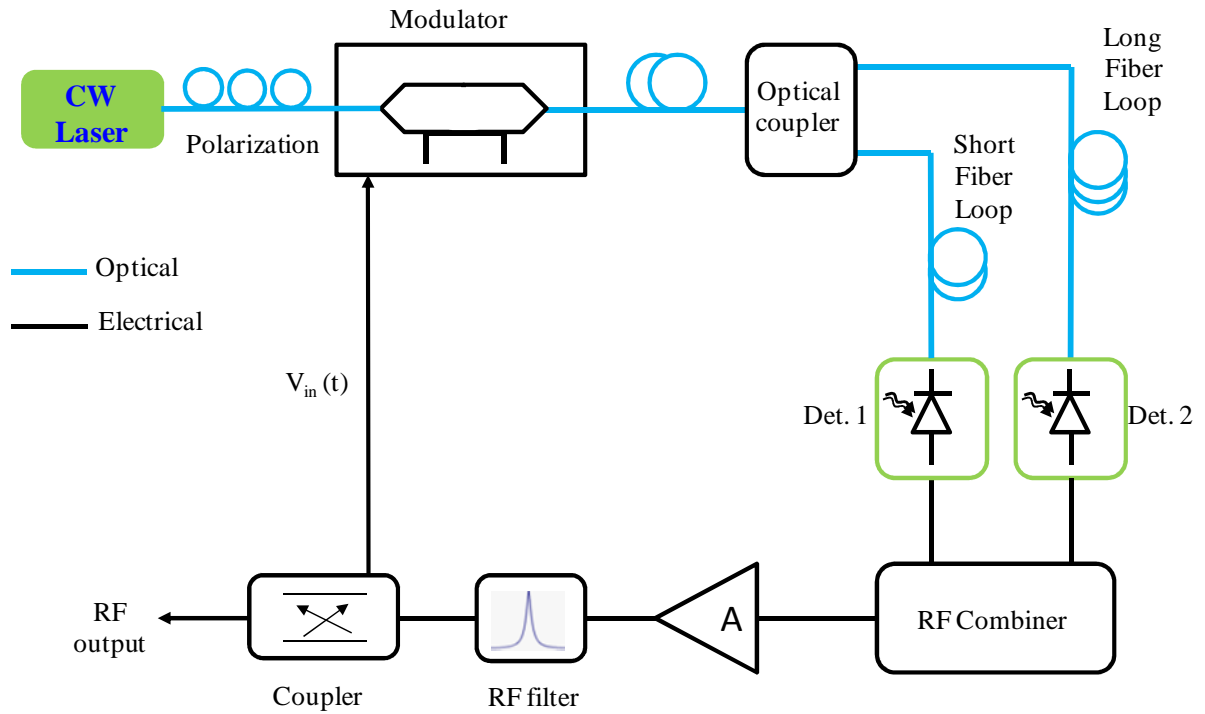 Modulator
CW
Laser
Polarization
Optical
coupler
Long
Fiber
Loop
Short
Fiber
Loop
Optical
Electrical
Vin (t)
Det. 1
Det. 2
RF
output
Coupler
RF filter
A
RF Combiner